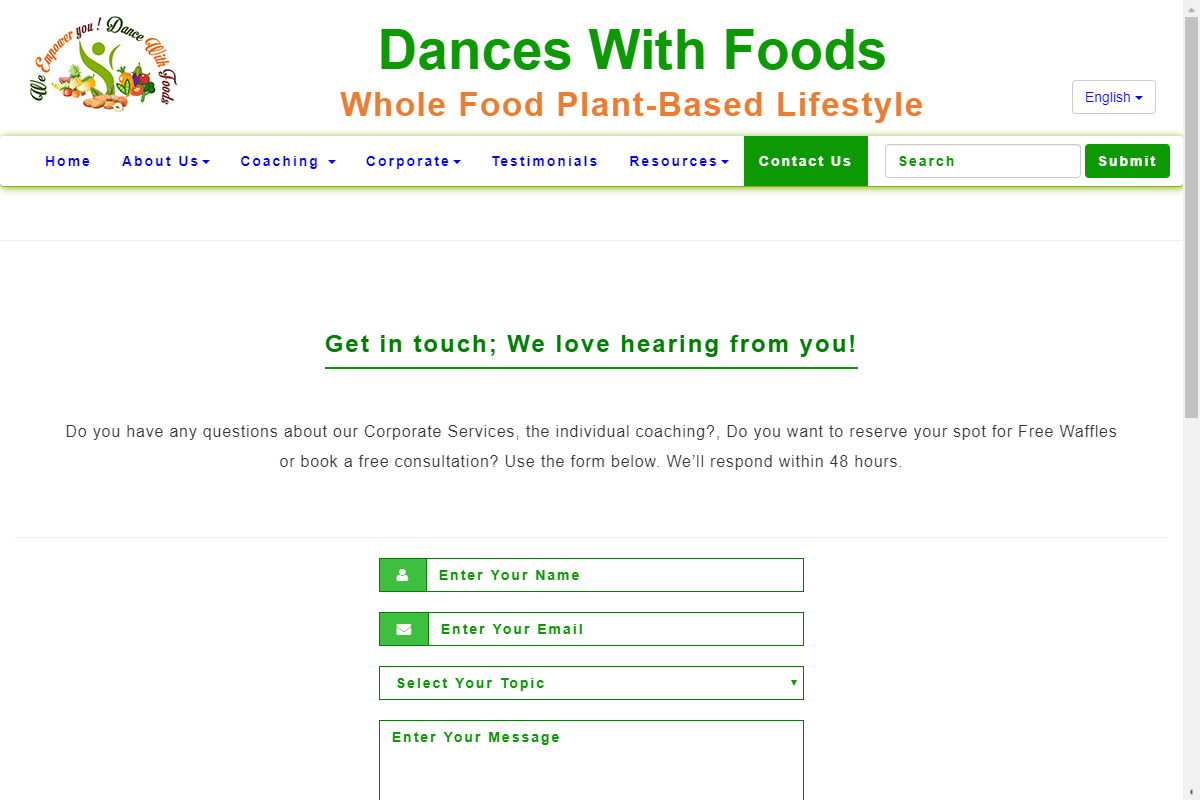 We Empower you ! Dance With Foods
Dances With Foods
Whole Food Plant-Based Lifestyle
English
Home About Us Coaching Corporate Testimonials Resources Contact Us Search Submit
Get in touch; We love hearing from you!
Do you have any questions about our Corporate Services, the individual coaching?, Do you want to reserve your spot for Free Waffles
or book a free consultation? Use the form below. We’ll respond within 48 hours.
Enter Your Name
Enter Your Email
Select Your Topic
Enter Your Message